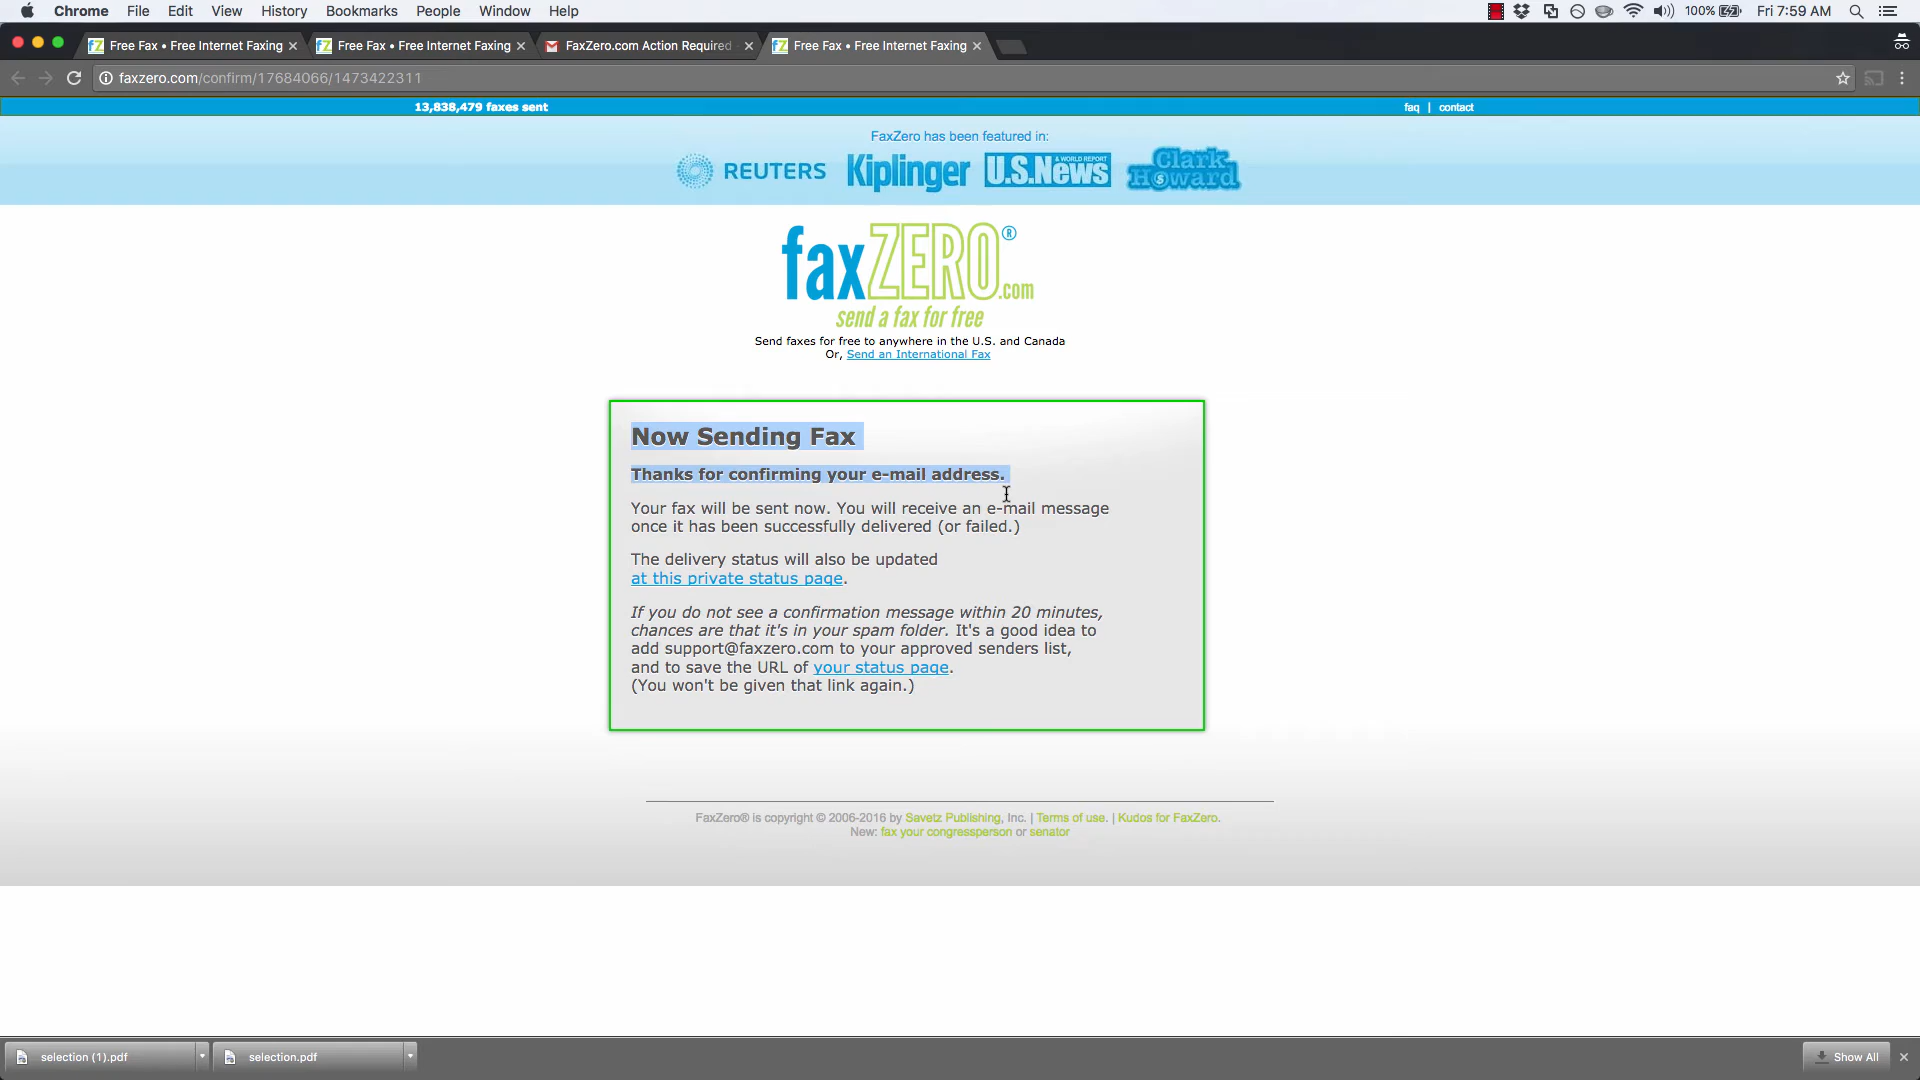 Chrome File Edit View History Bookmarks People Window Help 100% Fri 7:59 AM
Free Fax • Free Internet Faxing Free Fax • Free Internet Faxing FaxZero.com Action Required Free Fax • Free Internet Faxing
faxzero.com/confirm/17684066/1473422311
13,838,479 faxes sent faq | contact
FaxZero has been featured in:
REUTERS Kiplinger U.S.News & WORLD REPORT Clark Howard
faxZERO®.com
send a fax for free
Send faxes for free to anywhere in the U.S. and Canada
Or, Send an International Fax
Now Sending Fax
Thanks for confirming your e-mail address.
Your fax will be sent now. You will receive an e-mail message
once it has been successfully delivered (or failed.)
The delivery status will also be updated
at this private status page.
If you do not see a confirmation message within 20 minutes,
chances are that it's in your spam folder. It's a good idea to
add support@faxzero.com to your approved senders list,
and to save the URL of your status page.
(You won't be given that link again.)
FaxZero® is copyright © 2006-2016 by Savetz Publishing, Inc. | Terms of use. | Kudos for FaxZero.
New: fax your congressperson or senator
selection (1).pdf selection.pdf Show All